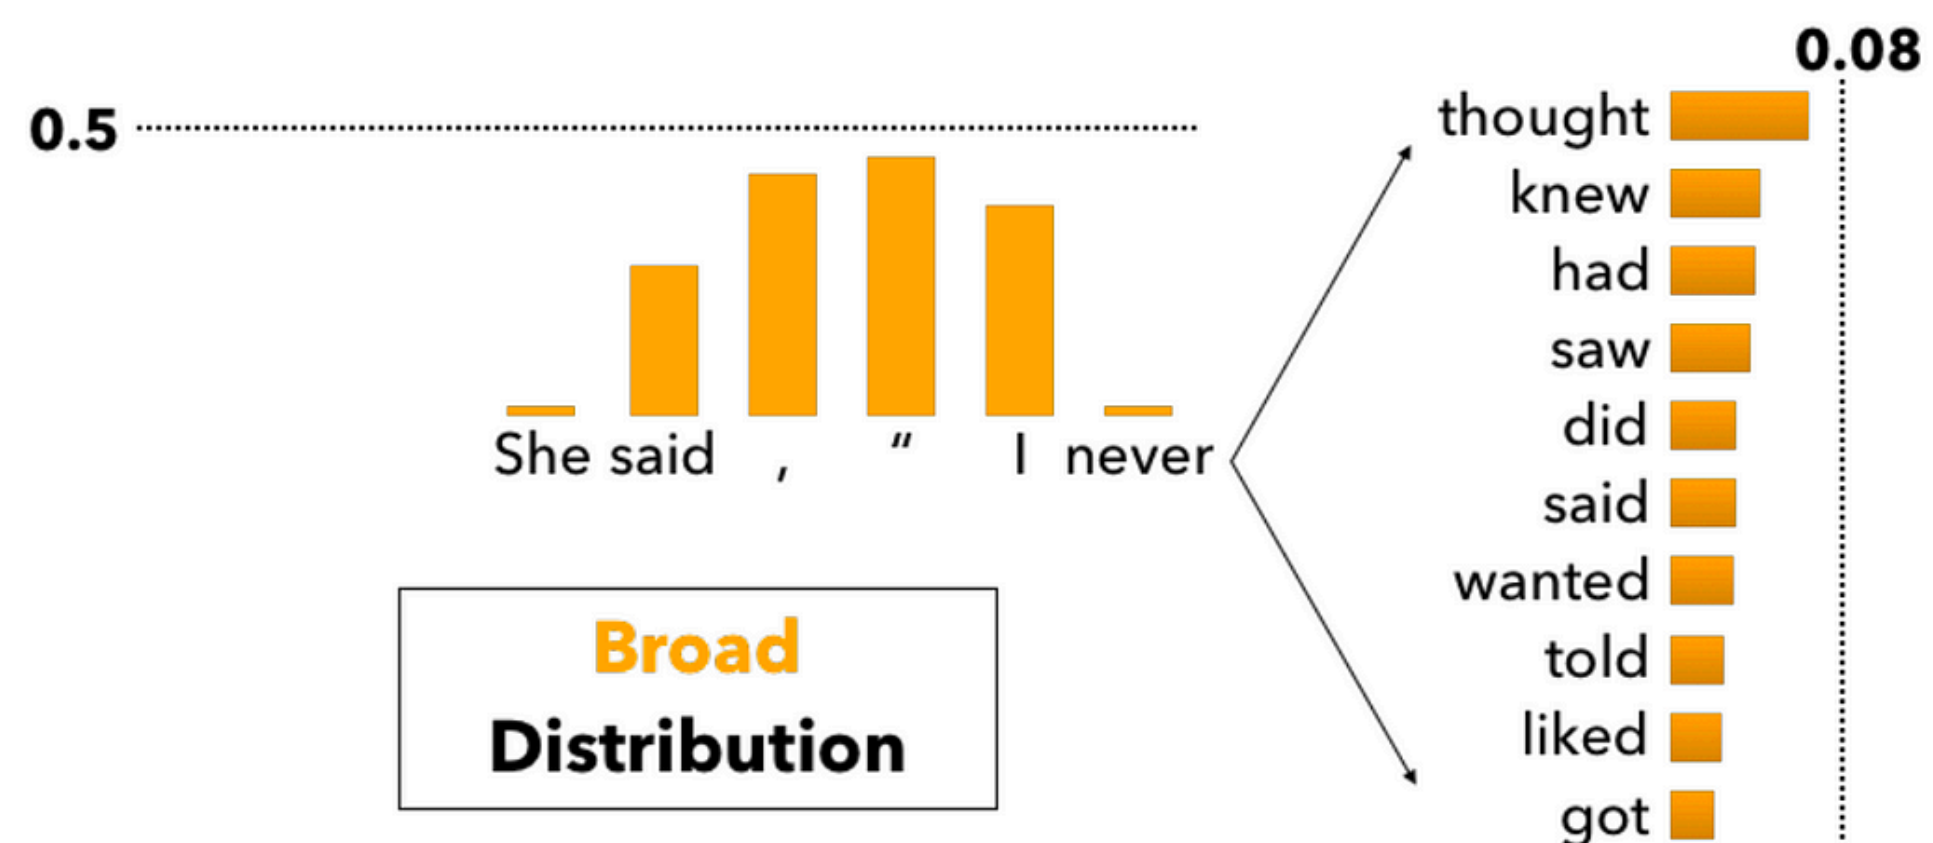 0.5
She said , “ I never
Broad
Distribution
0.08
thought
knew
had
saw
did
said
wanted
told
liked
got